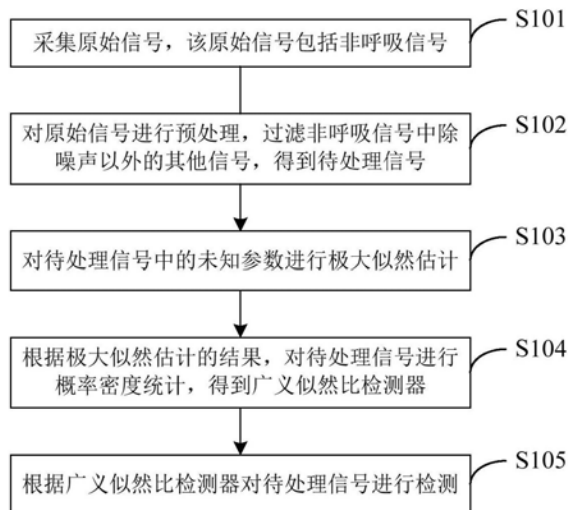 S101
采集原始信号，该原始信号包括非呼吸信号
S102
对原始信号进行预处理，过滤非呼吸信号中除
噪声以外的其他信号，得到待处理信号
S103
对待处理信号中的未知参数进行极大似然估计
S104
根据极大似然估计的结果，对待处理信号进行
概率密度统计，得到广义似然比检测器
S105
根据广义似然比检测器对待处理信号进行检测